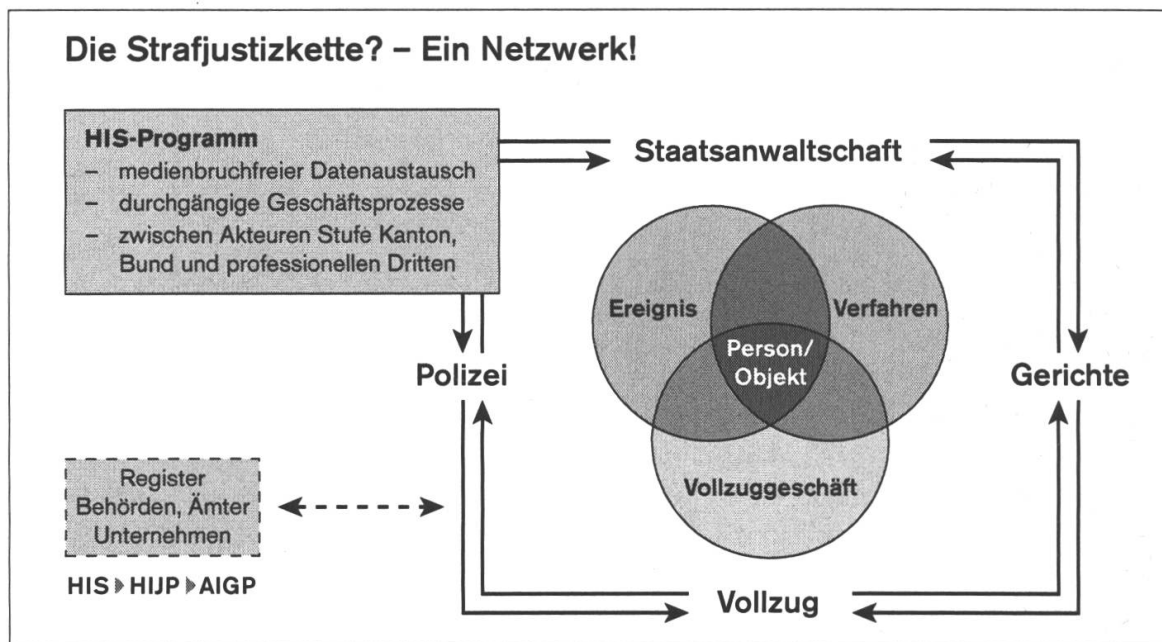 Die Strafjustizkette? – Ein Netzwerk!
HIS-Programm
– medienbruchfreier Datenaustausch
– durchgängige Geschäftsprozesse
– zwischen Akteuren Stufe Kanton,
Bund und professionellen Dritten
Staatsanwaltschaft
Ereignis
Verfahren
Person/
Objekt
Polizei
Gerichte
Register
Behörden, Ämter
Unternehmen
Vollzuggeschäft
HIS ▸ HIJP ▸ AIGP
Vollzug